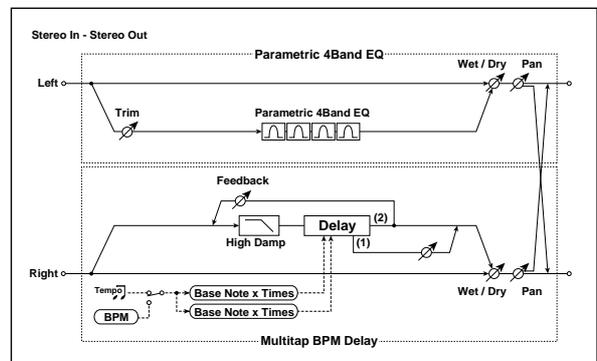 Stereo In - Stereo Out
Parametric 4Band EQ
Wet / Dry
Pan
Left
Trim
Parametric 4Band EQ
Feedback
Delay
(2)
(1)
High Damp
Right
Tempo
BPM
Base Note x Times
Base Note x Times
Wet / Dry
Pan
Multitap BPM Delay